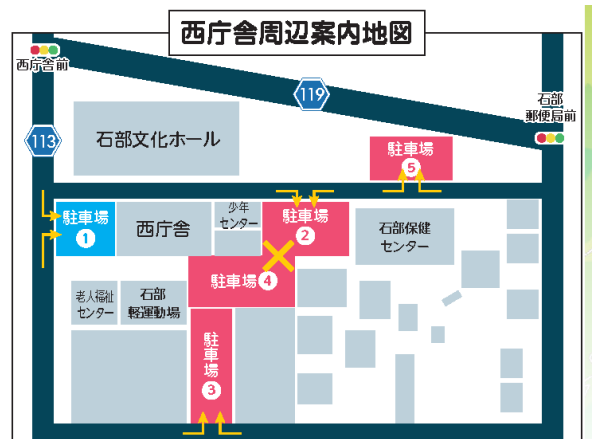 西庁舎周辺案内地図
西庁舎前
119
石部
郵便局前
113
石部文化ホール
駐車場
5
駐車場
1
西庁舎
少年
センター
駐車場
2
石部保健
センター
駐車場4
老人福祉
センター
石部
軽運動場
駐車場
3